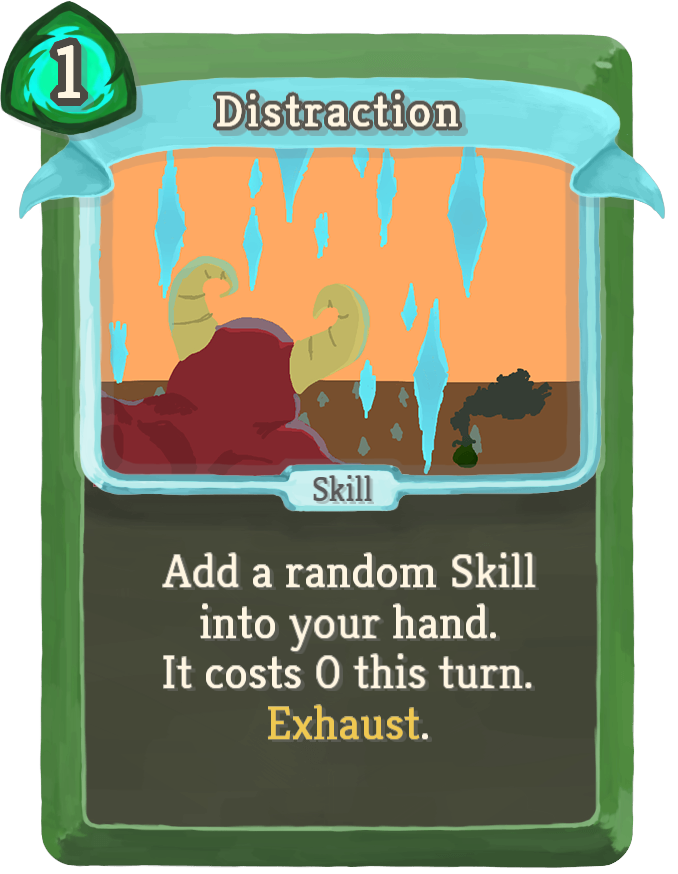 1
Distraction
Skill
Add a random Skill
into your hand.
It costs 0 this turn.
Exhaust.